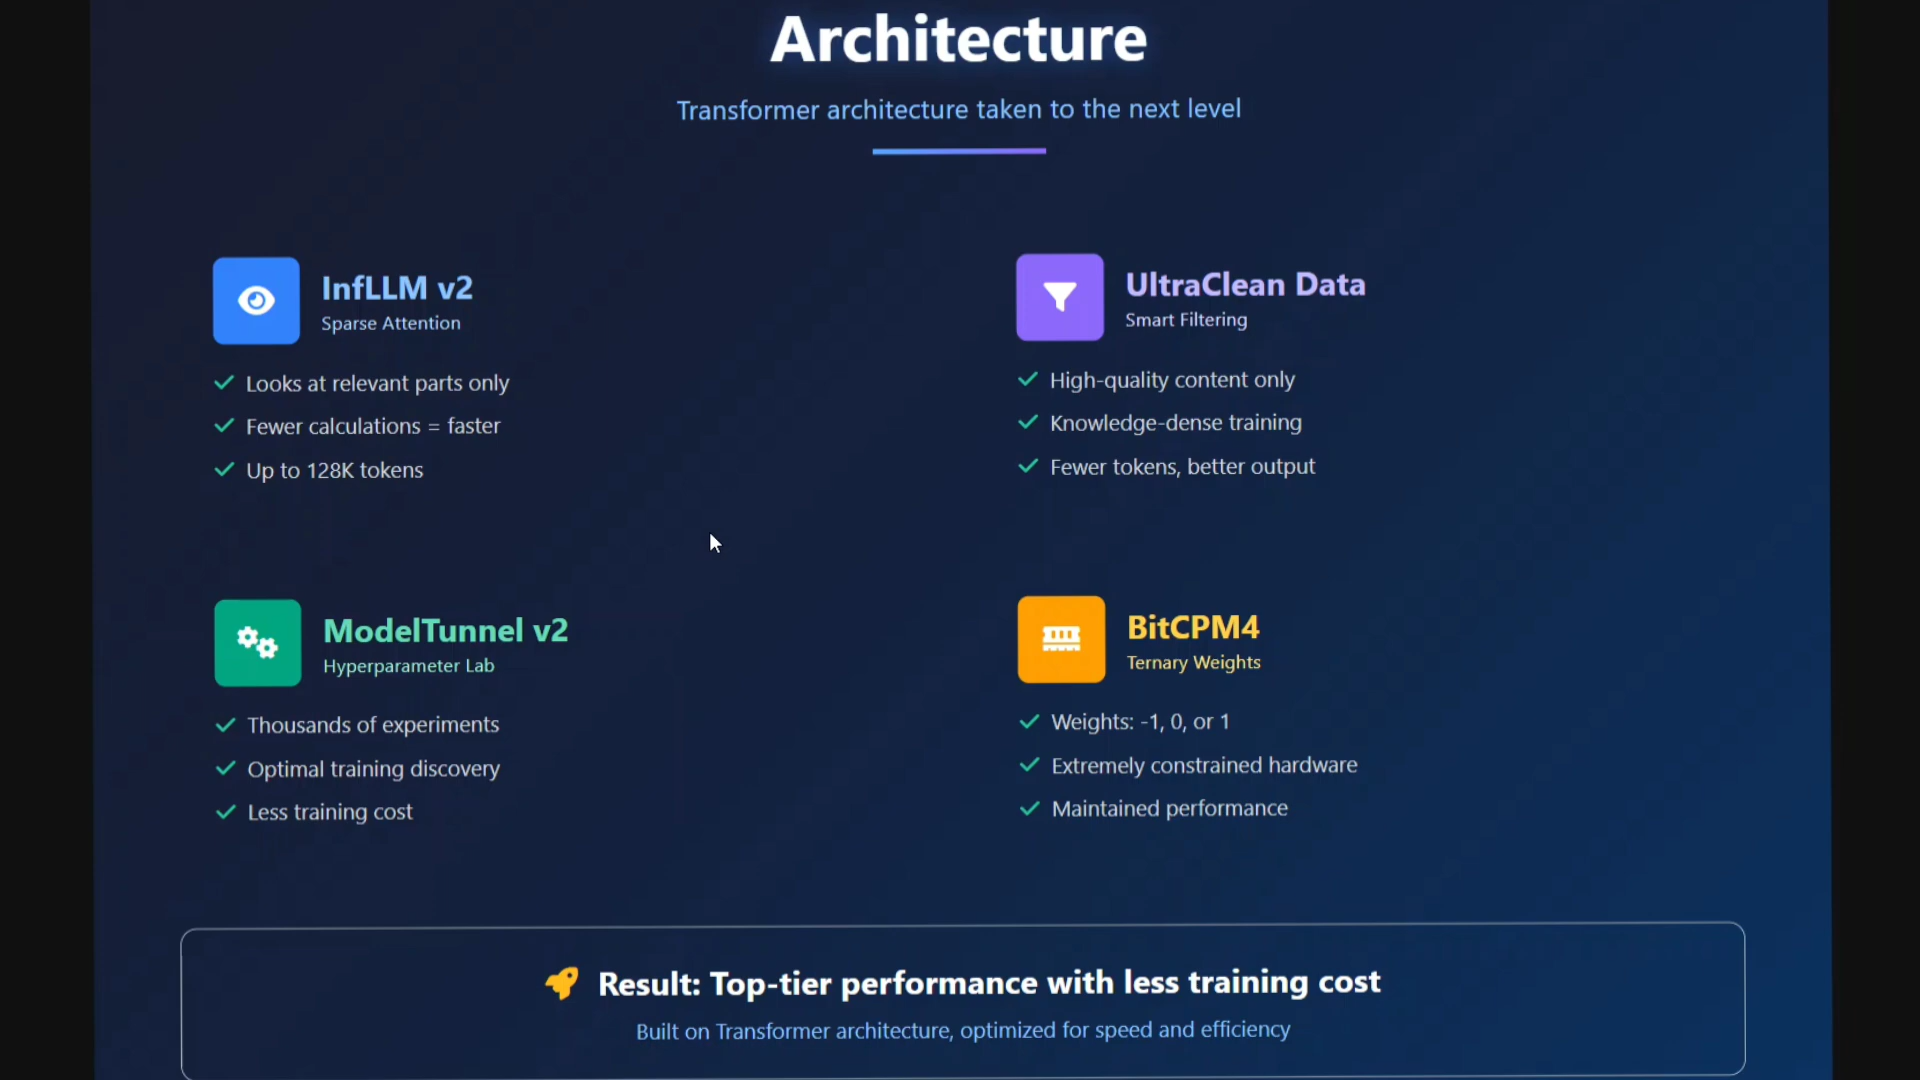 Architecture
Transformer architecture taken to the next level
InfLLM v2
Sparse Attention
Looks at relevant parts only
Fewer calculations = faster
Up to 128K tokens
UltraClean Data
Smart Filtering
High-quality content only
Knowledge-dense training
Fewer tokens, better output
ModelTunnel v2
Hyperparameter Lab
Thousands of experiments
Optimal training discovery
Less training cost
BitCPM4
Ternary Weights
Weights: -1, 0, or 1
Extremely constrained hardware
Maintained performance
Result: Top-tier performance with less training cost
Built on Transformer architecture, optimized for speed and efficiency